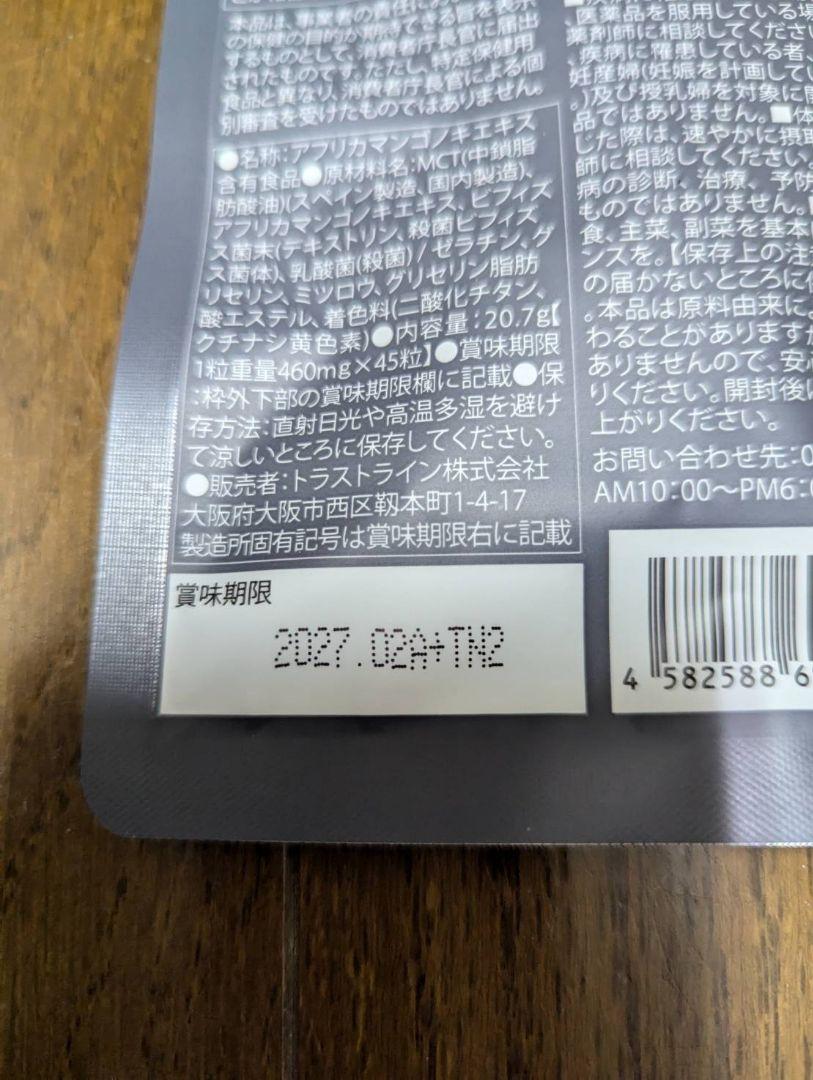 本品は、事業者の責任にお
の保健の目的が期待できる旨を表示
するものとして、消費者庁長官に届出
されたものです。ただし、特定保健用
食品と異なり、消費者庁長官による個
別審査を受けたものではありません。
●名称:アフリカマンゴノキエキス
含有食品●原材料名:MCT(中鎖脂
肪酸油)(スペイン製造、国内製造)、
アフリカマンゴノキエキス、ビフィズ
ス菌末(デキストリン、殺菌ビフィズ
ス菌体)、乳酸菌(殺菌)/ゼラチン、グ
リセリン、ミツロウ、グリセリン脂肪
酸エステル、着色料(二酸化チタン、
クチナシ黄色素)●内容量:20.7g【
1粒重量460mg×45粒】●賞味期限
:枠外下部の賞味期限欄に記載●保
存方法:直射日光や高温多湿を避け
て涼しいところに保存してください。
●販売者:トラストライン株式会社
大阪府大阪市西区靱本町1-4-17
製造所固有記号は賞味期限右に記載
賞味期限
2027.02A+TW2
医薬品を服用している場
薬剤師に相談してください
、疾病に罹患している者、
妊産婦(妊娠を計画してい
。)及び授乳婦を対象に開
品ではありません。■体
じた際は、速やかに摂取
師に相談してください。
病の診断、治療、予防
ものではありません。
食、主菜、副菜を基本
ンスを。【保存上の注
の届かないところに保
。本品は原料由来に
わることがありますが
ありませんので、安心
りください。開封後は
上がりください。
お問い合わせ先:0
AM10:00〜PM6:0
4 582588 6